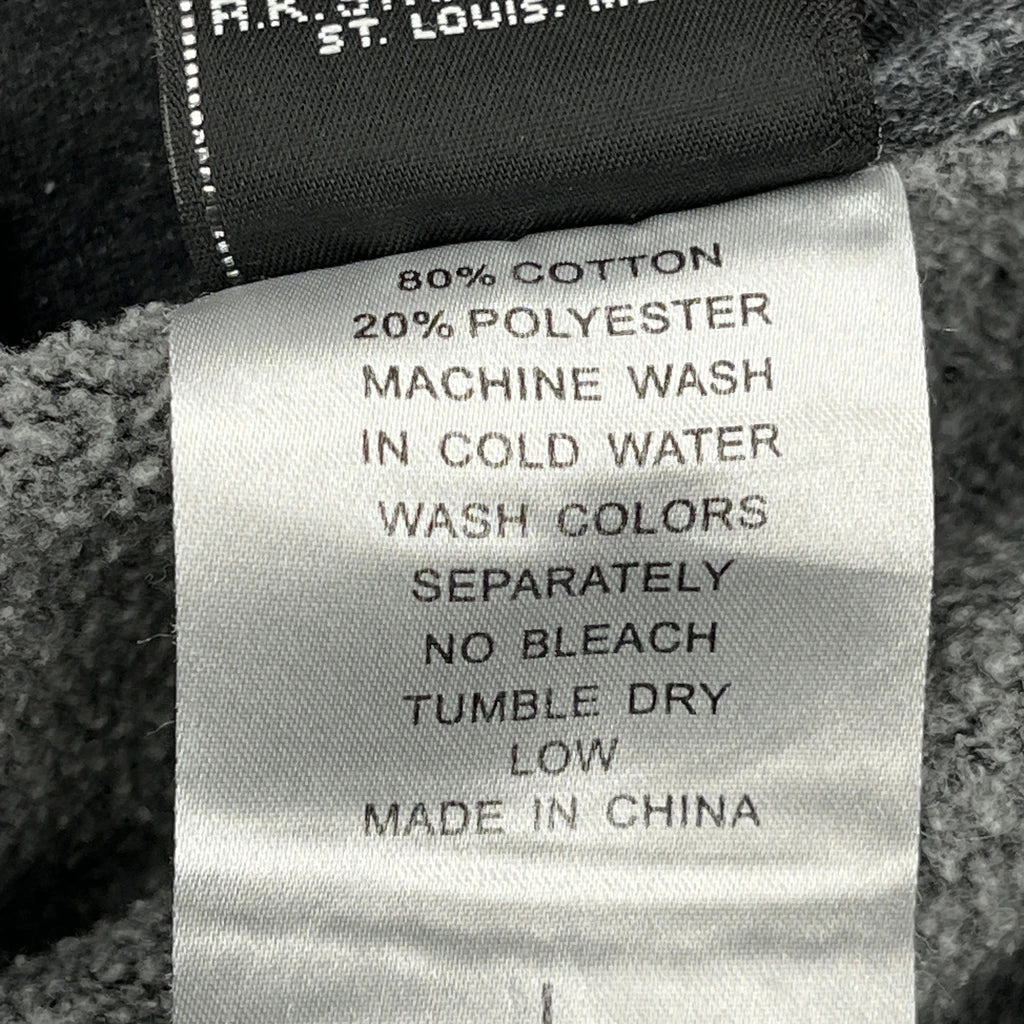 ST. LOUIS,
80% COTTON
20% POLYESTER
MACHINE WASH
IN COLD WATER
WASH COLORS
SEPARATELY
NO BLEACH
TUMBLE DRY
LOW
MADE IN CHINA